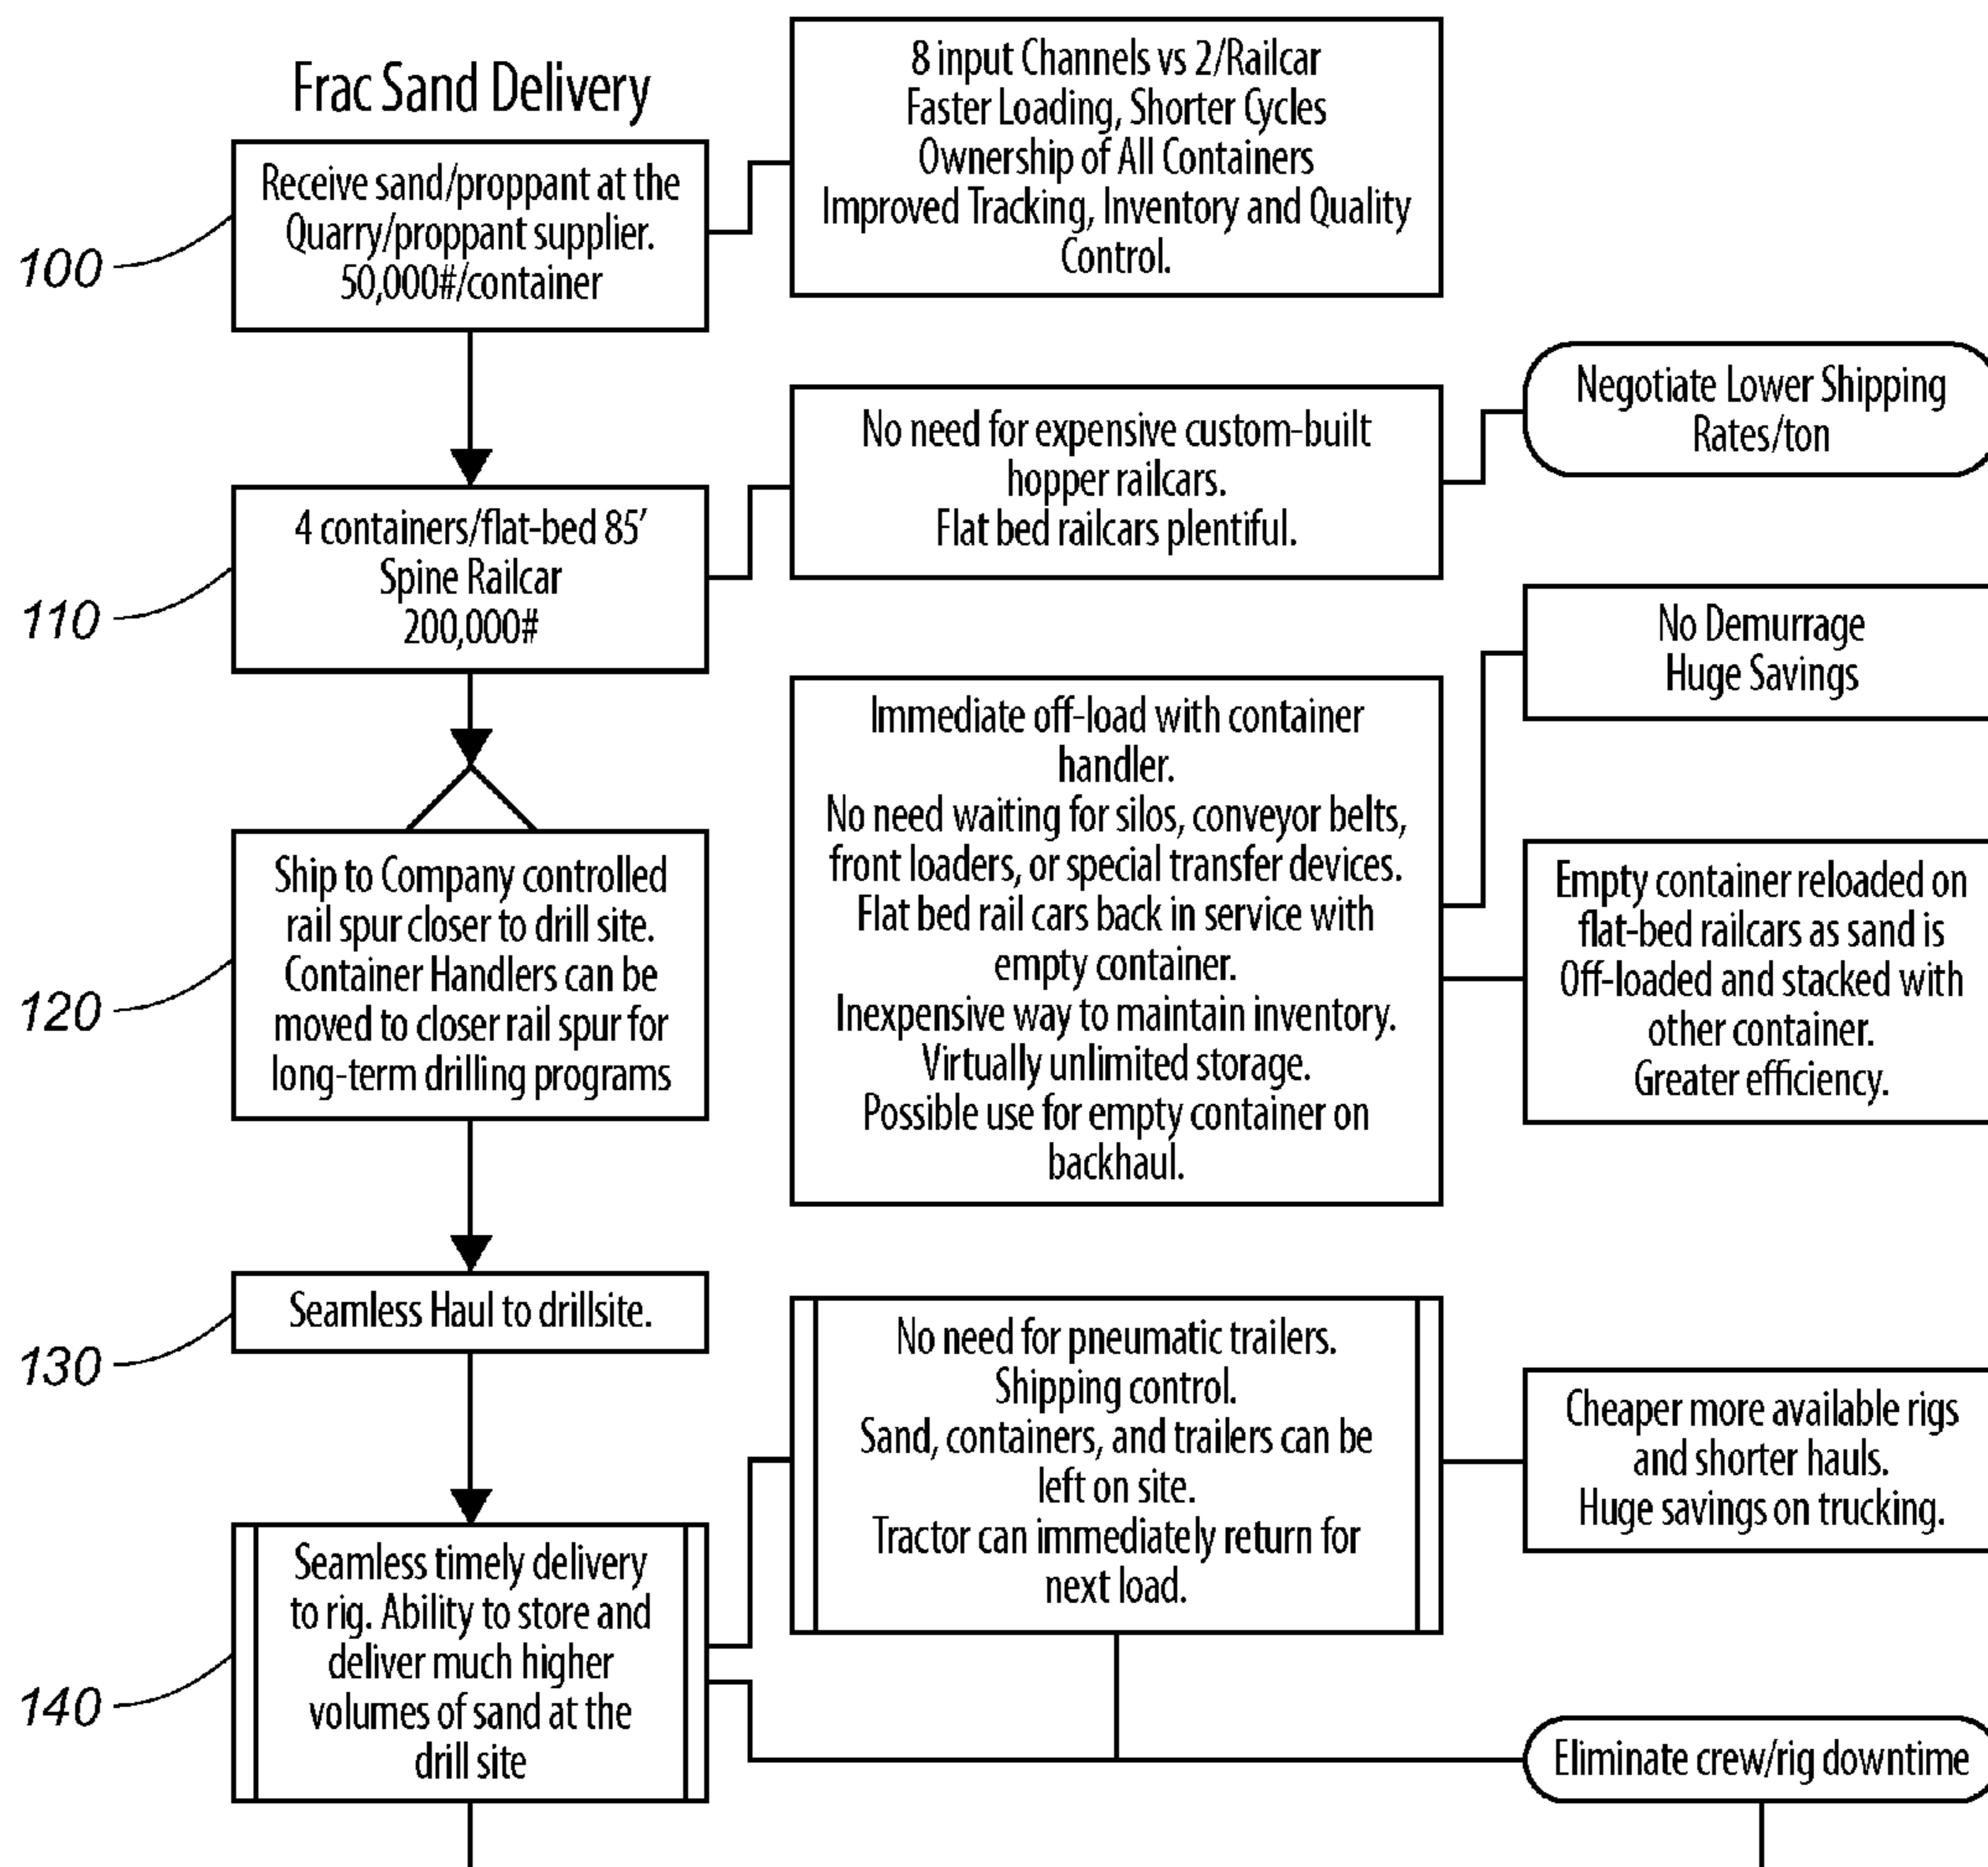 Frac Sand Delivery
100
Receive sand/proppant at the
Quarry/proppant supplier.
50,000#/container
8 input Channels vs 2/Railcar
Faster Loading, Shorter Cycles
Ownership of All Containers
Improved Tracking, Inventory and Quality
Control.
110
4 containers/flat-bed 85'
Spine Railcar
200,000#
No need for expensive custom-built
hopper railcars.
Flat bed railcars plentiful.
Negotiate Lower Shipping
Rates/ton
120
Ship to Company controlled
rail spur closer to drill site.
Container Handlers can be
moved to closer rail spur for
long-term drilling programs
Immediate off-load with container
handler.
No need waiting for silos, conveyor belts,
front loaders, or special transfer devices.
Flat bed rail cars back in service with
empty container.
Inexpensive way to maintain inventory.
Virtually unlimited storage.
Possible use for empty container on
backhaul.
No Demurrage
Huge Savings
Empty container reloaded on
flat-bed railcars as sand is
Off-loaded and stacked with
other container.
Greater efficiency.
130
Seamless Haul to drillsite.
140
Seamless timely delivery
to rig. Ability to store and
deliver much higher
volumes of sand at the
drill site
No need for pneumatic trailers.
Shipping control.
Sand, containers, and trailers can be
left on site.
Tractor can immediately return for
next load.
Cheaper more available rigs
and shorter hauls.
Huge savings on trucking.
Eliminate crew/rig downtime